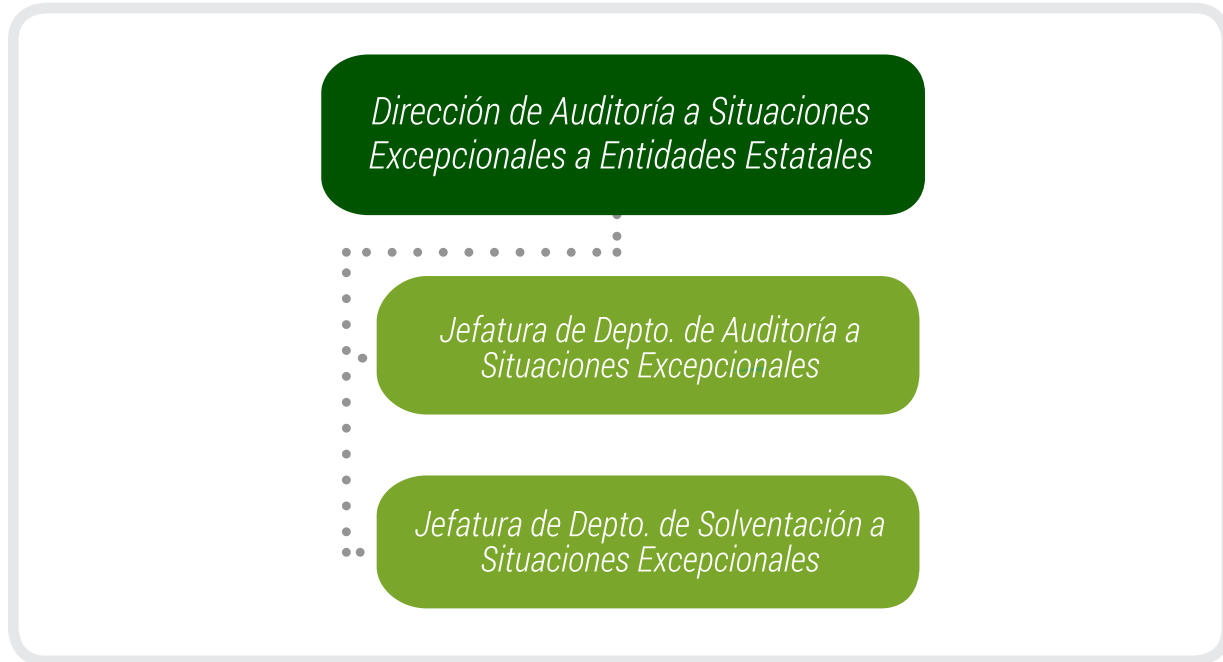 Dirección de Auditoría a Situaciones
Excepcionales a Entidades Estatales
Jefatura de Depto. de Auditoría a
Situaciones Excepcionales
Jefatura de Depto. de Solventación a
Situaciones Excepcionales